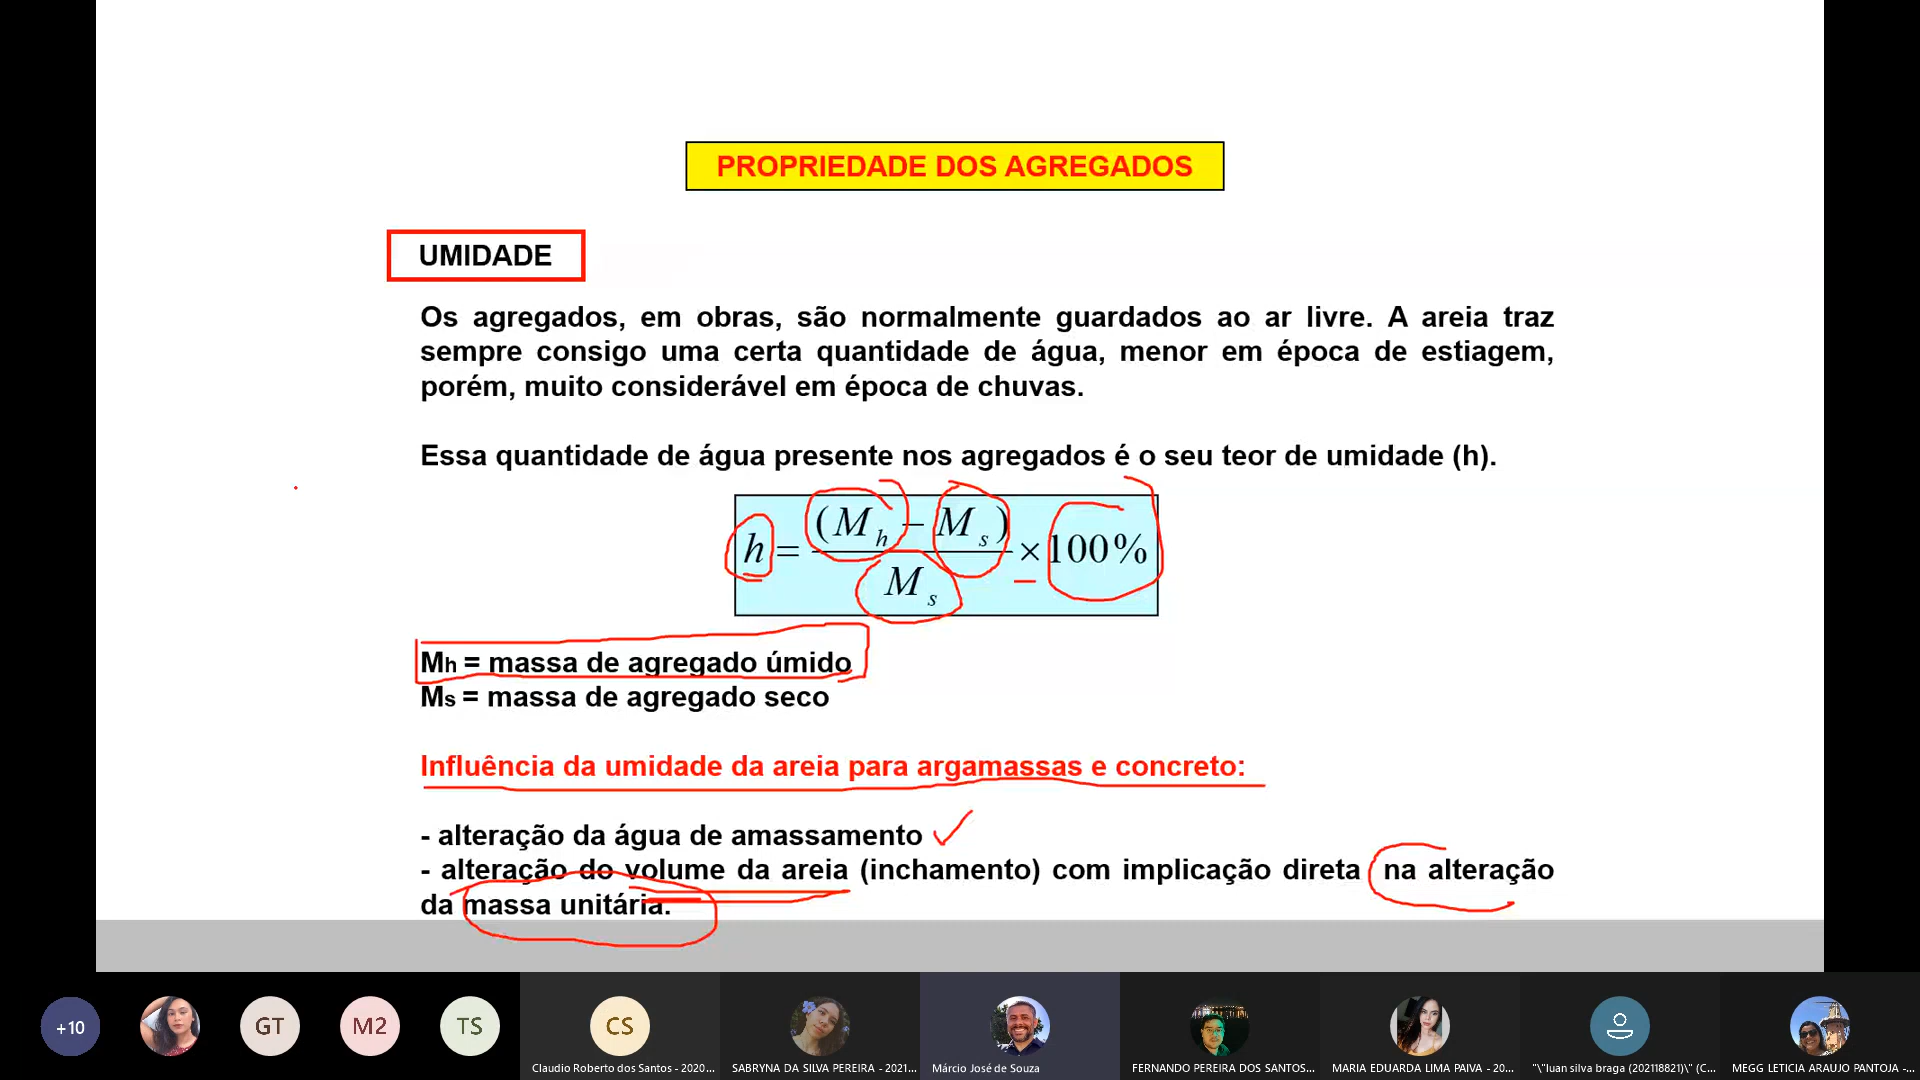 PROPRIEDADE DOS AGREGADOS
UMIDADE
Os agregados, em obras, são normalmente guardados ao ar livre. A areia traz
sempre consigo uma certa quantidade de água, menor em época de estiagem,
porém, muito considerável em época de chuvas.
Essa quantidade de água presente nos agregados é o seu teor de umidade (h).
h = (M_h − M_s) / M_s × 100%
Mh = massa de agregado úmido
Ms = massa de agregado seco
Influência da umidade da areia para argamassas e concreto:
- alteração da água de amassamento
- alteração do volume da areia (inchamento) com implicação direta na alteração
da massa unitária.
+10
GT
M2
TS
CS
Claudio Roberto dos Santos - 2020...
SABRYNA DA SILVA PEREIRA - 2021...
Márcio José de Souza
FERNANDO PEREIRA DOS SANTOS...
MARIA EDUARDA LIMA PAIVA - 20...
"\"luan silva braga (202118821)\" (C...
MEGG LETICIA ARAUJO PANTOJA -...